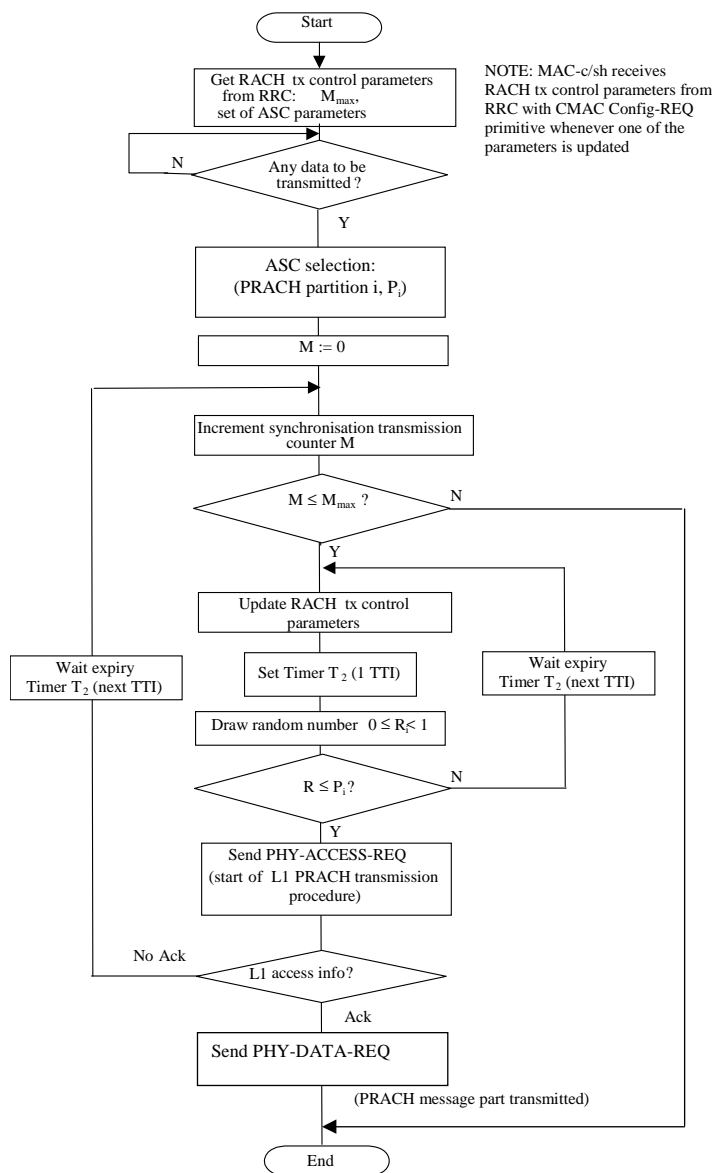 Start
Get RACH tx control parameters
from RRC: Mmax,
set of ASC parameters
NOTE: MAC-c/sh receives
RACH tx control parameters from
RRC with CMAC Config-REQ
primitive whenever one of the
parameters is updated
N
Any data to be
transmitted ?
Y
ASC selection:
(PRACH partition i, Pi)
M := 0
Increment synchronisation transmission
counter M
M ≤ Mmax ?
N
Y
Update RACH tx control
parameters
Wait expiry
Timer T2 (next TTI)
Set Timer T2 (1 TTI)
Wait expiry
Timer T2 (next TTI)
Draw random number 0 ≤ Ri< 1
R ≤ Pi?
N
Y
Send PHY-ACCESS-REQ
(start of L1 PRACH transmission
procedure)
No Ack
L1 access info?
Ack
Send PHY-DATA-REQ
(PRACH message part transmitted)
End